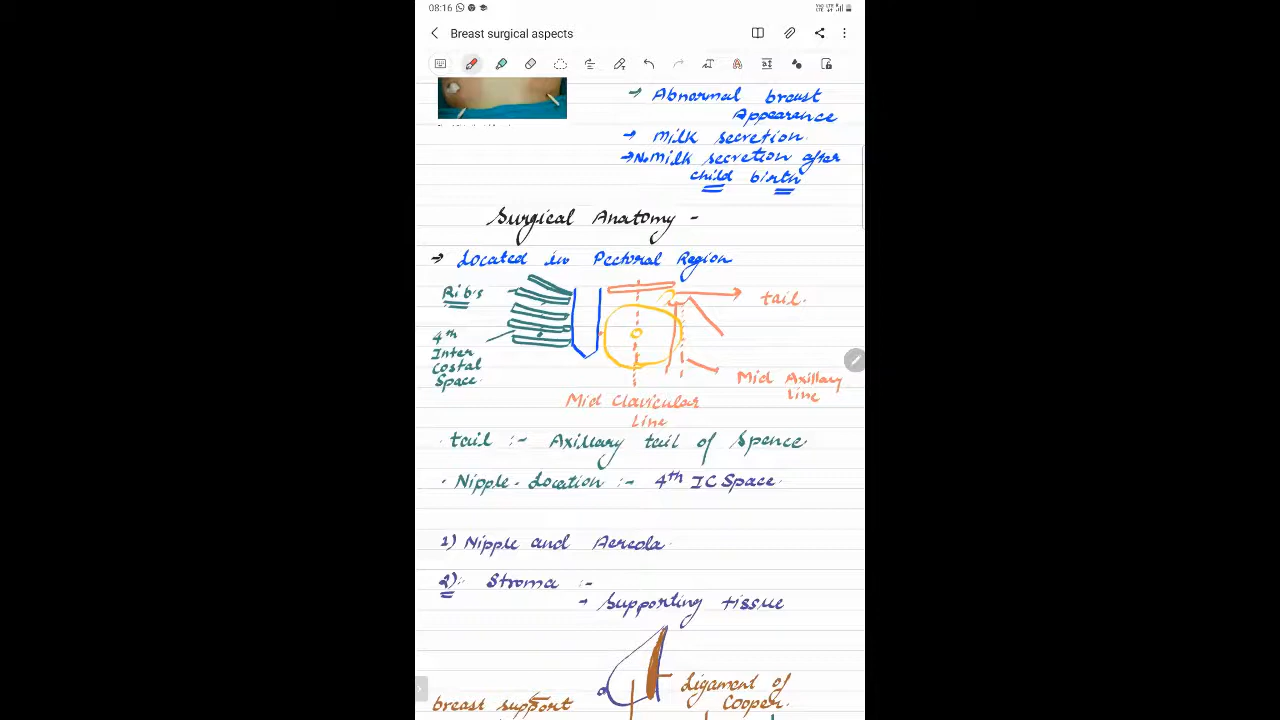 08:16
Breast surgical aspects
→ Abnormal breast
Appearance
→ Milk secretion
→ No Milk secretion after
child birth
Surgical Anatomy -
→ Located in Pectoral Region
Ribs
tail
4th
Inter
Costal
Space
Mid Axillary
Line
Mid Clavicular
Line
tail :- Axillary tail of Spence
Nipple - Location :- 4th IC Space
1) Nipple and Aereola
2) Stroma :-
→ Supporting tissue
Ligament of
Cooper
breast support